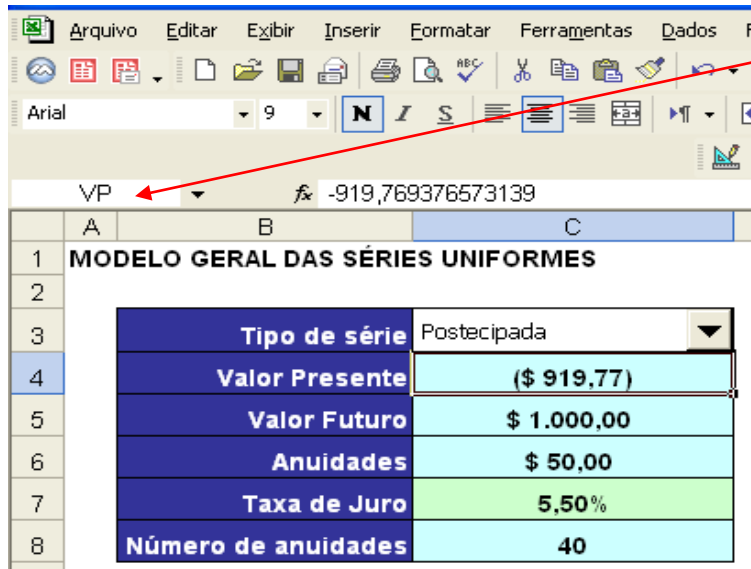 Arquivo Editar Exibir Inserir Formatar Ferramentas Dados F
ABC
Arial 9 N I S a ¶
VP fx -919,769376573139
A B C
1 MODELO GERAL DAS SÉRIES UNIFORMES
2
3 Tipo de série Postecipada
4 Valor Presente ($ 919,77)
5 Valor Futuro $ 1.000,00
6 Anuidades $ 50,00
7 Taxa de Juro 5,50%
8 Número de anuidades 40